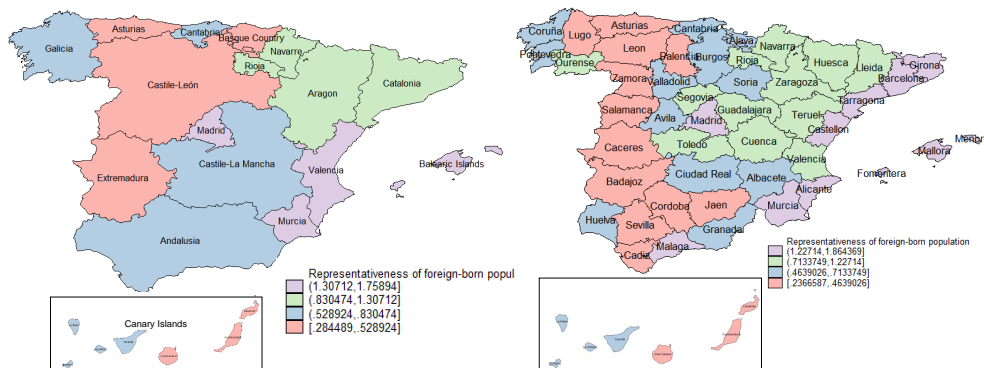 Galicia
Asturias
Cantabria
Basque Country
Navarre
Rioja
Castile-León
Aragon
Catalonia
Madrid
Castile-La Mancha
Extremadura
Valencia
Balearic Islands
Murcia
Andalusia
Canary Islands
Representativeness of foreign-born popul
(1.30712,1.75894]
(.830474,1.30712]
(.528924,.830474]
[.284489,.528924]
Coruña
Lugo
Asturias
Cantabria
Alava
Navarra
Pontevedra
Ourense
Leon
Palencia
Burgos
Rioja
Huesca
Lleida
Girona
Barcelona
Zamora
Valladolid
Soria
Zaragoza
Tarragona
Salamanca
Segovia
Avila
Madrid
Guadalajara
Teruel
Castellon
Caceres
Toledo
Cuenca
Valencia
Menor
Mallora
Fomentera
Badajoz
Ciudad Real
Albacete
Alicante
Huelva
Cordoba
Jaen
Murcia
Sevilla
Granada
Malaga
Cadiz
Representativeness of foreign-born population
(1.22714,1.864369]
(.7133749,1.22714]
(.4639026,.7133749]
[.2366587,.4639026]